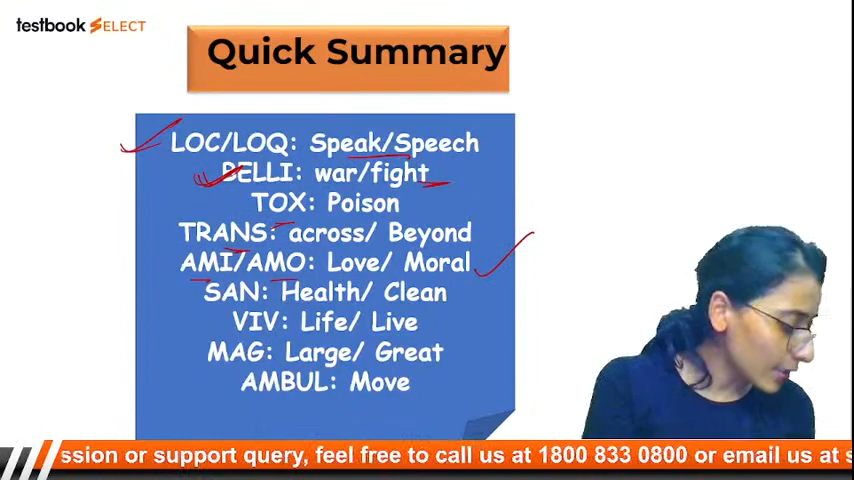 testbook SELECT
Quick Summary
LOC/LOQ: Speak/Speech
BELLI: war/fight
TOX: Poison
TRANS: across/ Beyond
AMI/AMO: Love/ Moral
SAN: Health/ Clean
VIV: Life/ Live
MAG: Large/ Great
AMBUL: Move
ssion or support query, feel free to call us at 1800 833 0800 or email us at s